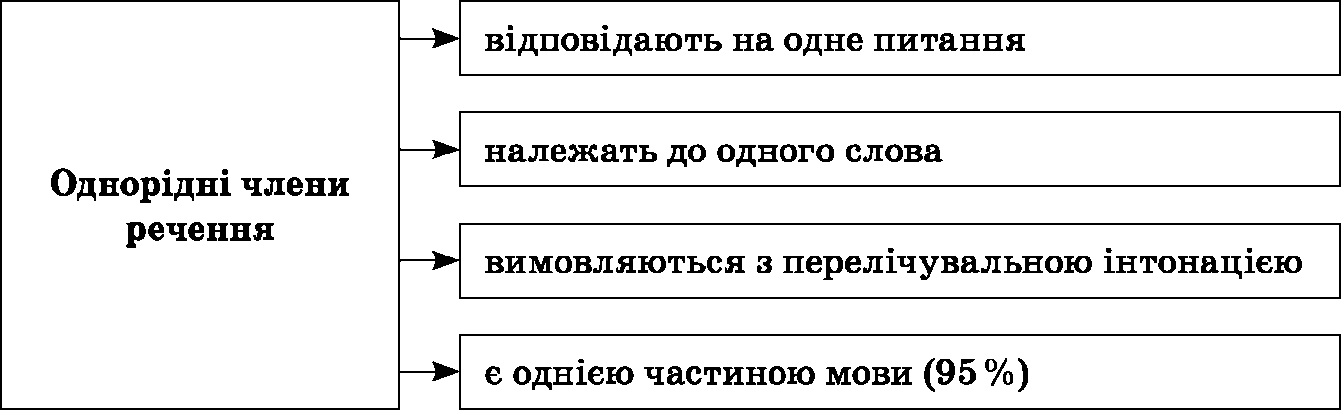 Однорідні члени
речення
відповідають на одне питання
належать до одного слова
вимовляються з перелічувальною інтонацією
є однією частиною мови (95 %)